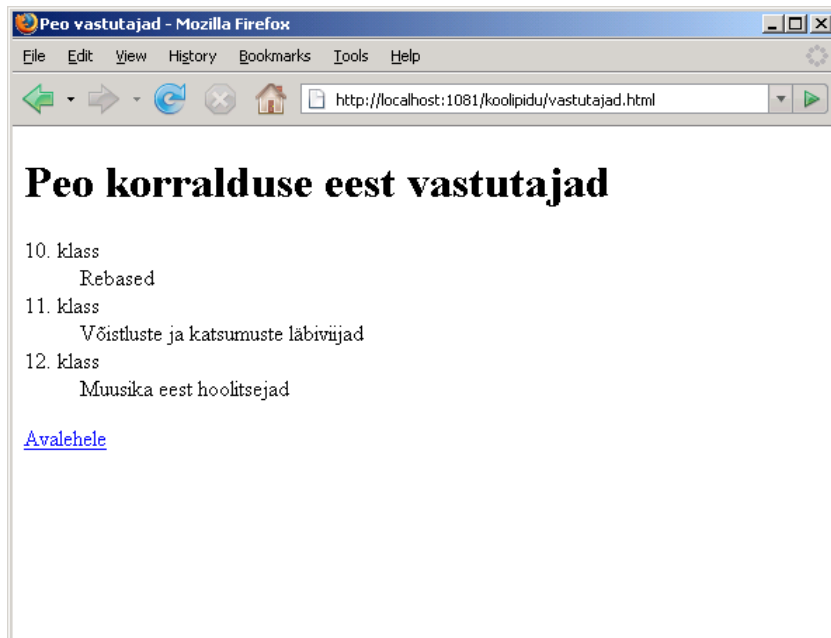 Peo vastutajad - Mozilla Firefox
File Edit View History Bookmarks Tools Help
http://localhost:1081/koolipidu/vastutajad.html
Peo korralduse eest vastutajad
10. klass
Rebased
11. klass
Võistluste ja katsumuste läbiviijad
12. klass
Muusika eest hoolitsejad
Avalehele